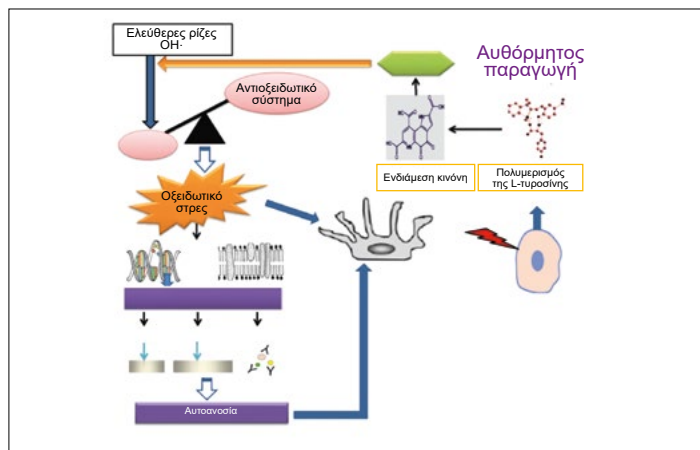 Ελεύθερες ρίζες
OH·
Αντιοξειδωτικό
σύστημα
Αυθόρμητος
παραγωγή
Ενδιάμεση κινόνη
Πολυμερισμός
της L-τυροσίνης
Οξειδωτικό
στρες
Αυτοανοσία